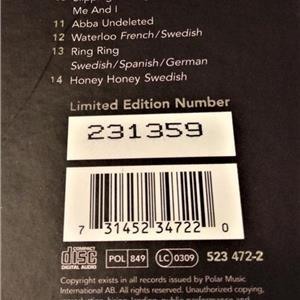 Me And I
11 Abba Undeleted
12 Waterloo French/Swedish
13 Ring Ring
Swedish/Spanish/German
14 Honey Honey Swedish
Limited Edition Number
231359
7 31452 34722 0
COMPACT
disc
DIGITAL AUDIO
POL 849
LC 0309
523 472-2
Copyright exists in all records issued by Polar Music
International AB. All rights reserved. Unauthorized copying,